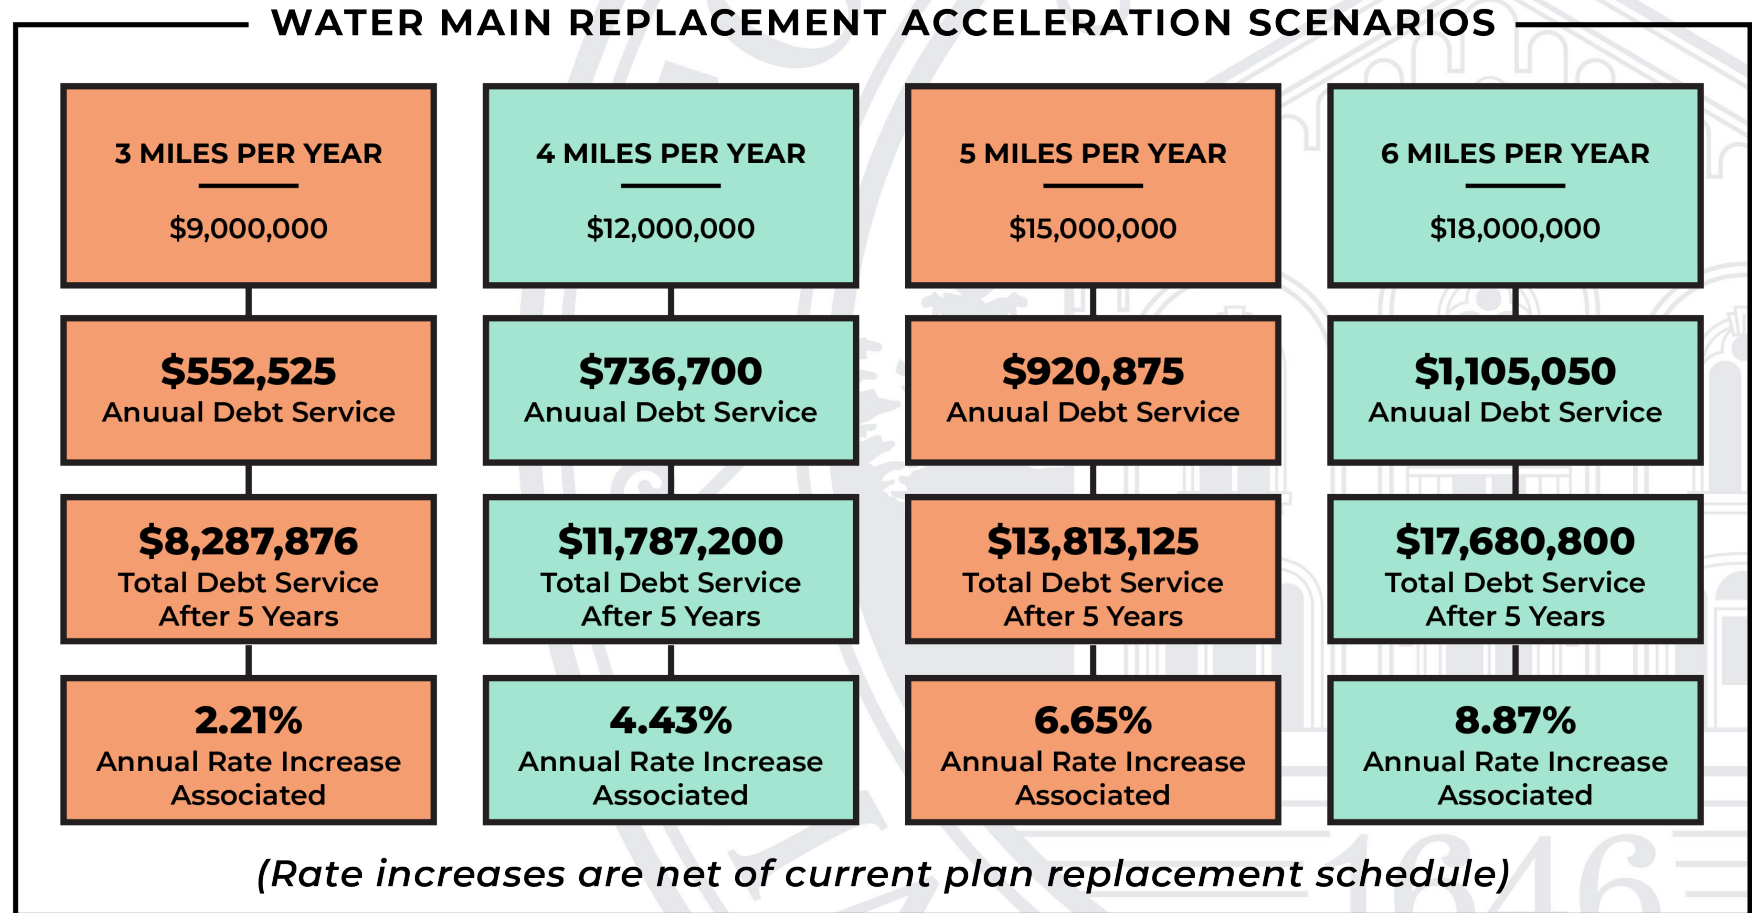 WATER MAIN REPLACEMENT ACCELERATION SCENARIOS
3 MILES PER YEAR
$9,000,000
$552,525
Anuual Debt Service
$8,287,876
Total Debt Service
After 5 Years
2.21%
Annual Rate Increase
Associated
4 MILES PER YEAR
$12,000,000
$736,700
Anuual Debt Service
$11,787,200
Total Debt Service
After 5 Years
4.43%
Annual Rate Increase
Associated
5 MILES PER YEAR
$15,000,000
$920,875
Anuual Debt Service
$13,813,125
Total Debt Service
After 5 Years
6.65%
Annual Rate Increase
Associated
6 MILES PER YEAR
$18,000,000
$1,105,050
Anuual Debt Service
$17,680,800
Total Debt Service
After 5 Years
8.87%
Annual Rate Increase
Associated
(Rate increases are net of current plan replacement schedule)
1646